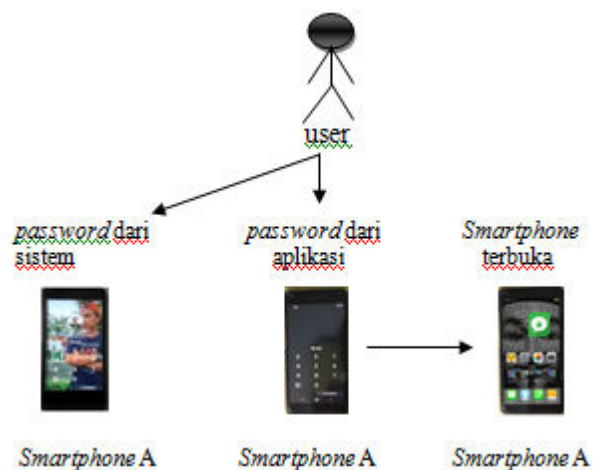 user
password dari
sistem
password dari
aplikasi
Smartphone
terbuka
Smartphone A
Smartphone A
Smartphone A